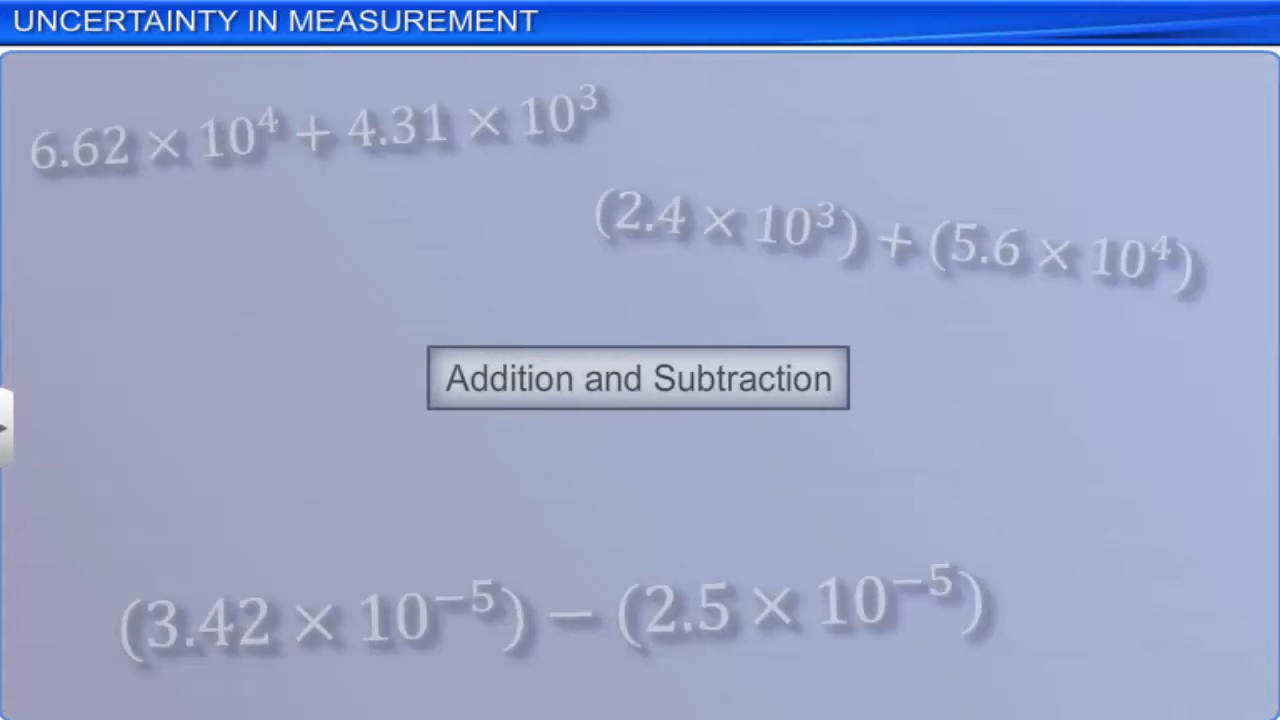 UNCERTAINTY IN MEASUREMENT
6.62 × 10⁴ + 4.31 × 10³
(2.4 × 10³) + (5.6 × 10⁴)
Addition and Subtraction
(3.42 × 10⁻⁵) − (2.5 × 10⁻⁵)